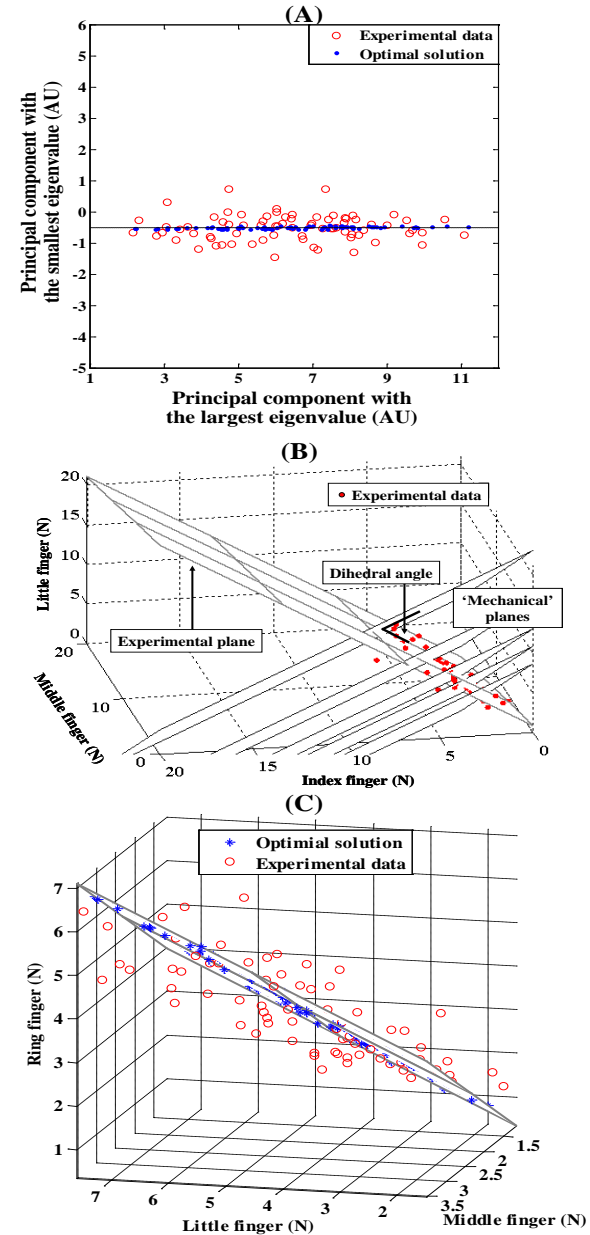 (A)
6
5
4
3
2
1
0
-1
-2
-3
-4
-5
Experimental data
Optimal solution
Principal component with
the smallest eigenvalue (AU)
1
3
5
7
9
11
Principal component with
the largest eigenvalue (AU)
(B)
20
15
10
5
0
Little finger (N)
Experimental data
Dihedral angle
'Mechanical'
planes
Experimental plane
20
10
0
Middle finger (N)
20
15
10
5
0
Index finger (N)
(C)
Optimial solution
Experimental data
7
6
5
4
3
2
1
Ring finger (N)
7
6
5
4
3
2
Little finger (N)
1.5
2
2.5
3
3.5
Middle finger (N)